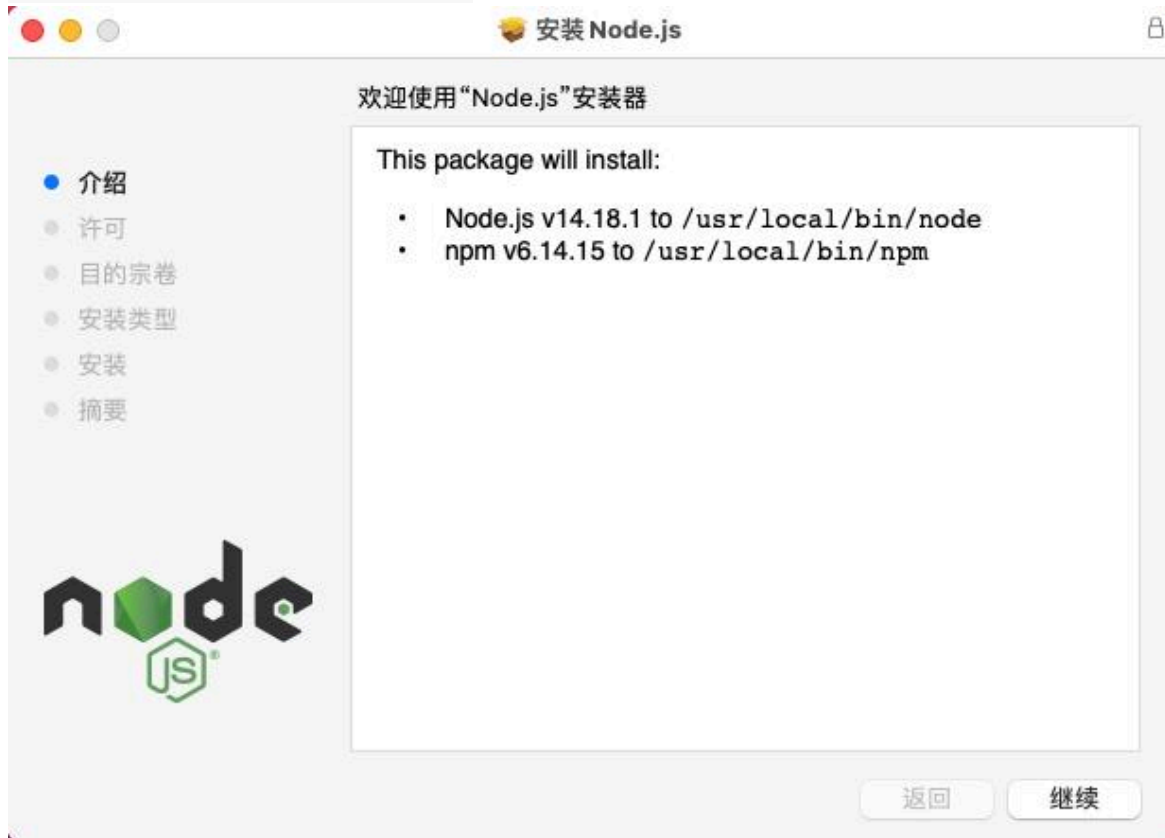 安装 Node.js
欢迎使用“Node.js”安装器
介绍
许可
目的宗卷
安装类型
安装
摘要
This package will install:
• Node.js v14.18.1 to /usr/local/bin/node
• npm v6.14.15 to /usr/local/bin/npm
node
JS®
返回
继续